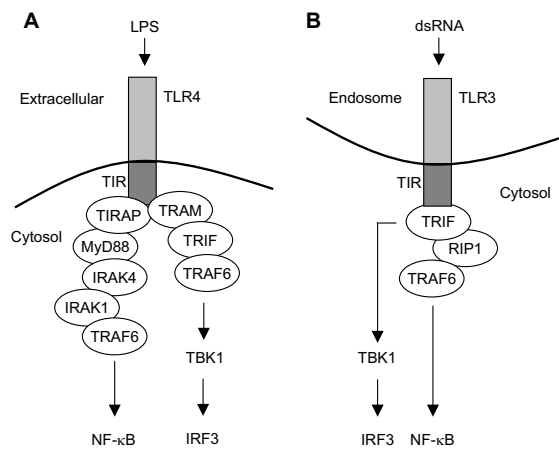 A
LPS
Extracellular
TLR4
TIR
TIRAP
TRAM
Cytosol
MyD88
TRIF
IRAK4
TRAF6
IRAK1
TRAF6
TBK1
NF-κB
IRF3
B
dsRNA
Endosome
TLR3
TIR
Cytosol
TRIF
RIP1
TRAF6
TBK1
IRF3
NF-κB